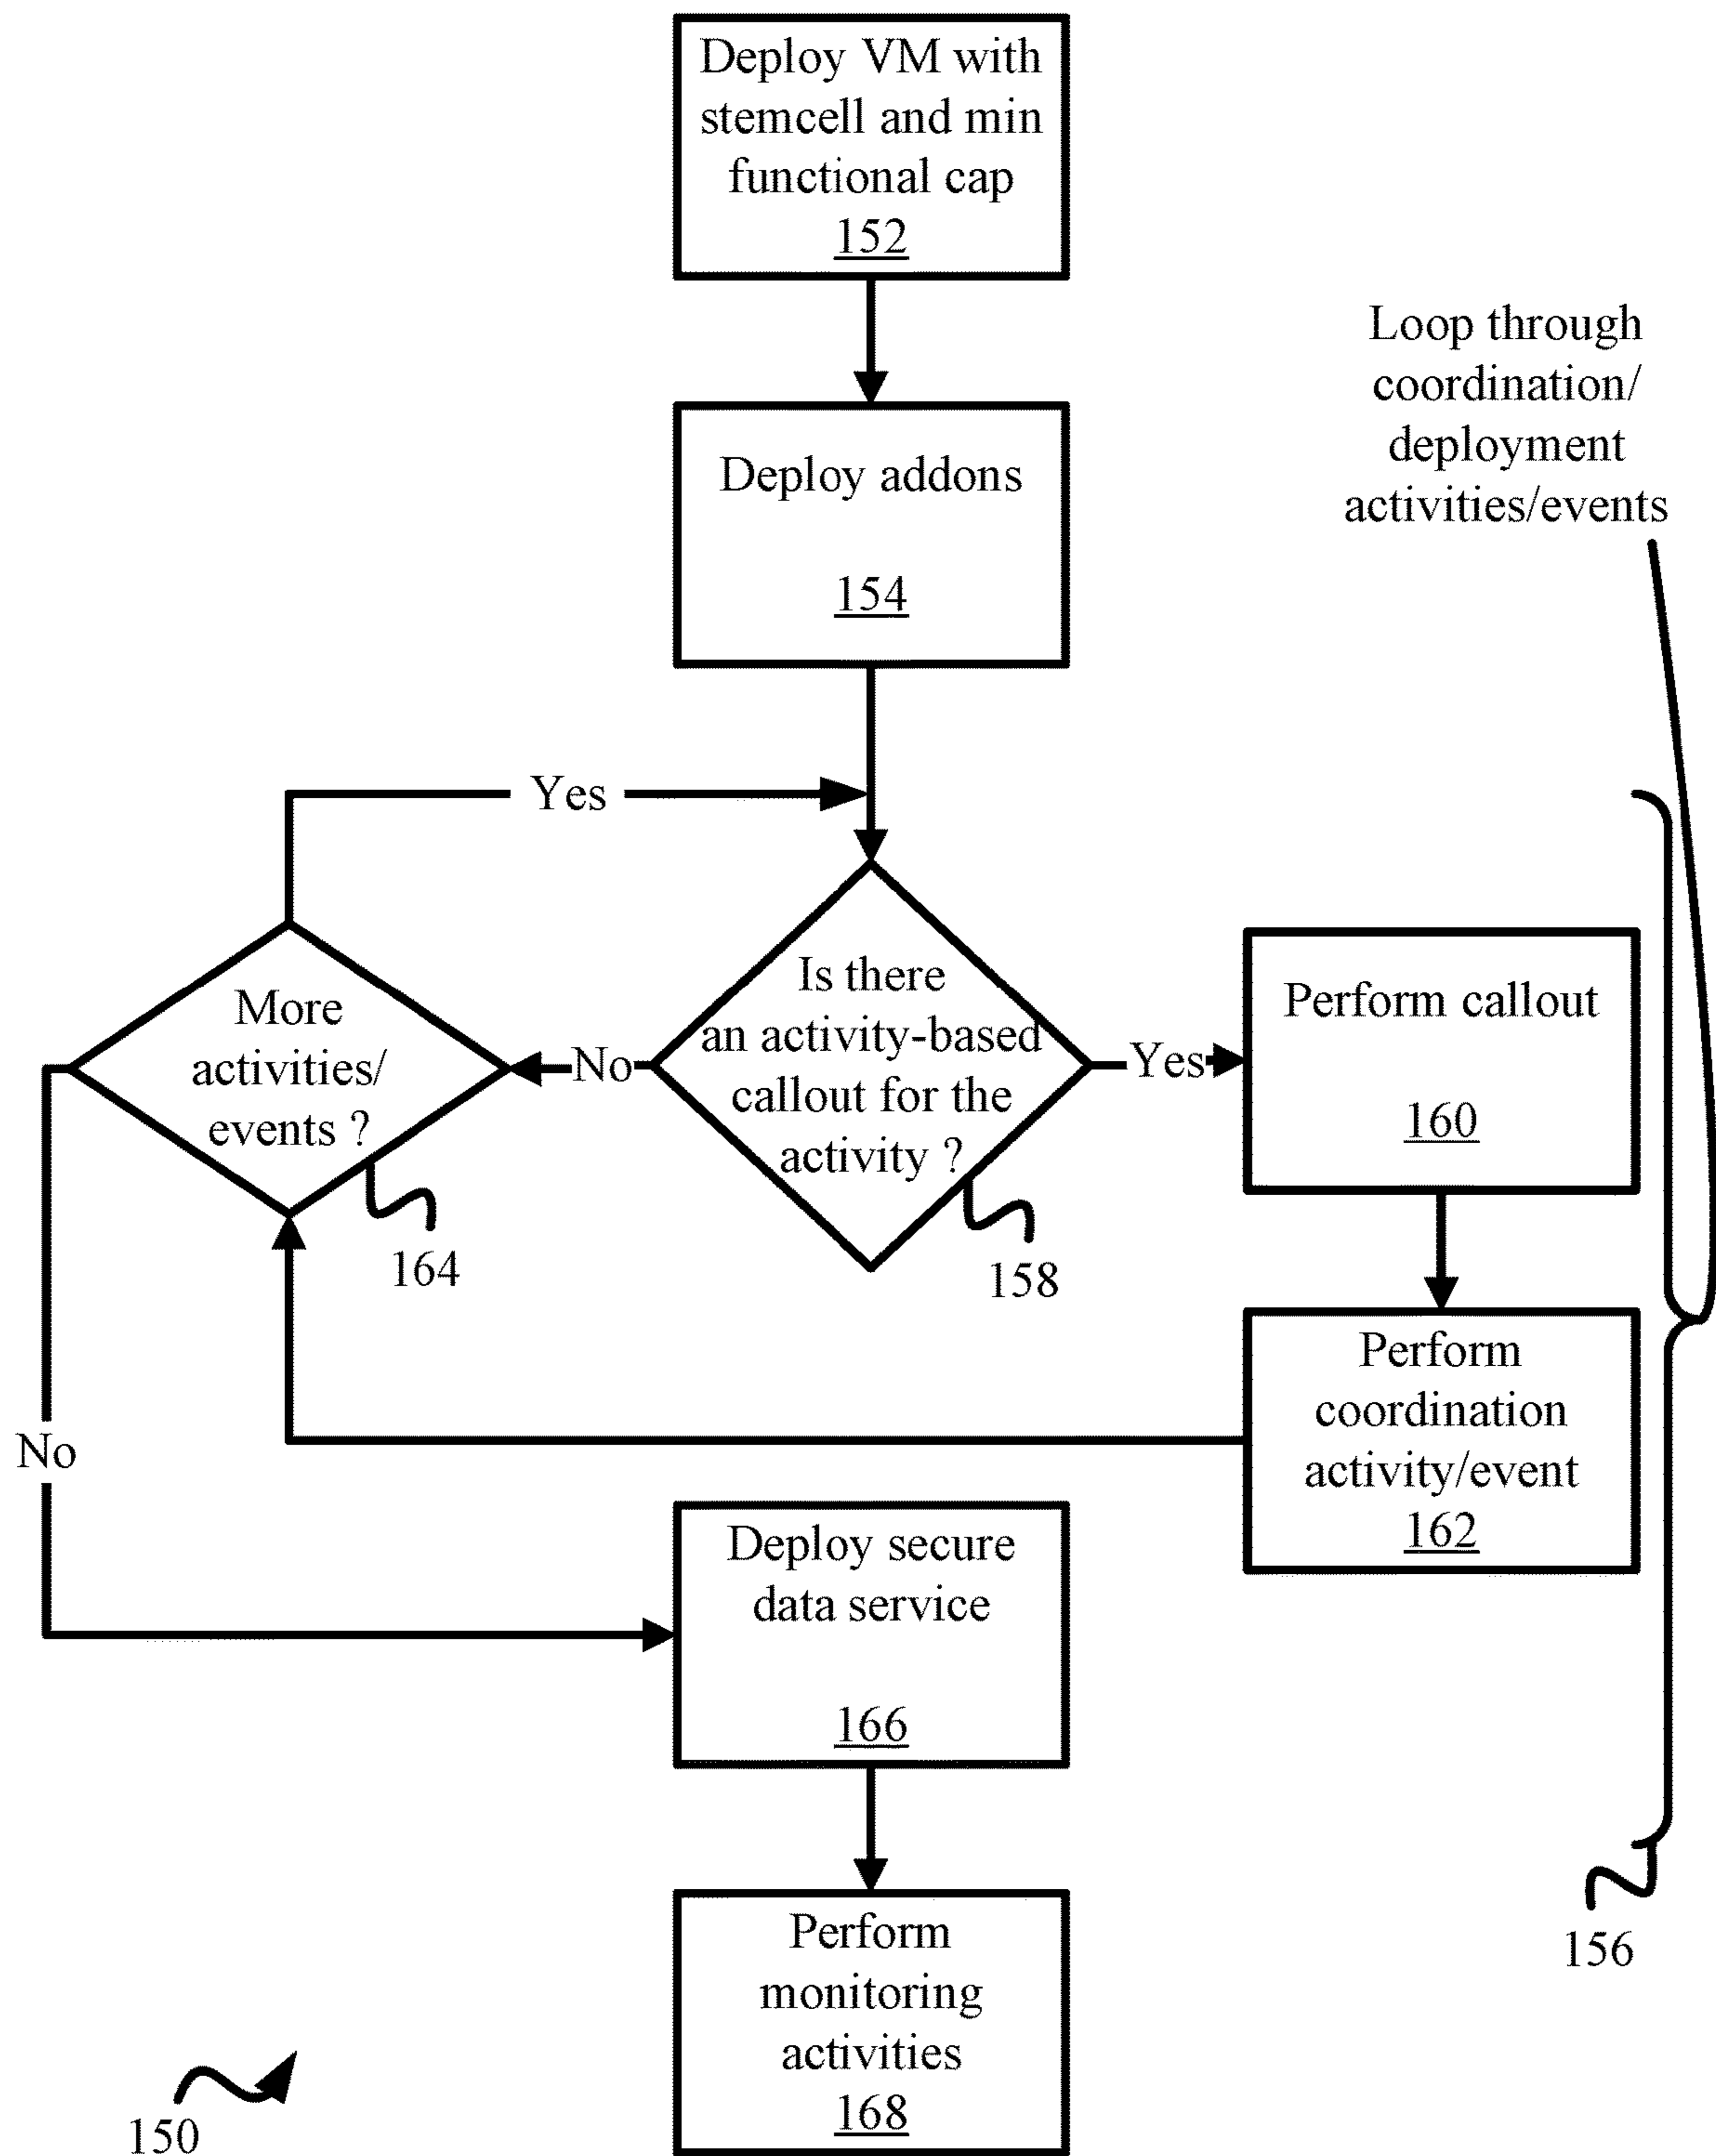 Deploy VM with
stemcell and min
functional cap
152
Loop through
coordination/
deployment
activities/events
Deploy addons
154
Yes
Is there
an activity-based
callout for the
activity ?
158
More
activities/
events ?
164
No
Yes
Perform callout
160
Perform
coordination
activity/event
162
No
Deploy secure
data service
166
156
Perform
monitoring
activities
168
150